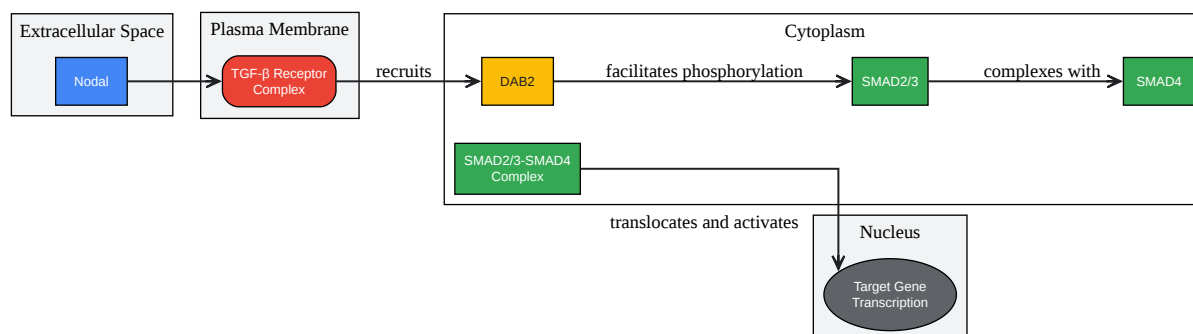 Extracellular Space
Nodal
Plasma Membrane
TGF-β Receptor
Complex
recruits
Cytoplasm
DAB2
facilitates phosphorylation
SMAD2/3
complexes with
SMAD4
SMAD2/3-SMAD4
Complex
translocates and activates
Nucleus
Target Gene
Transcription